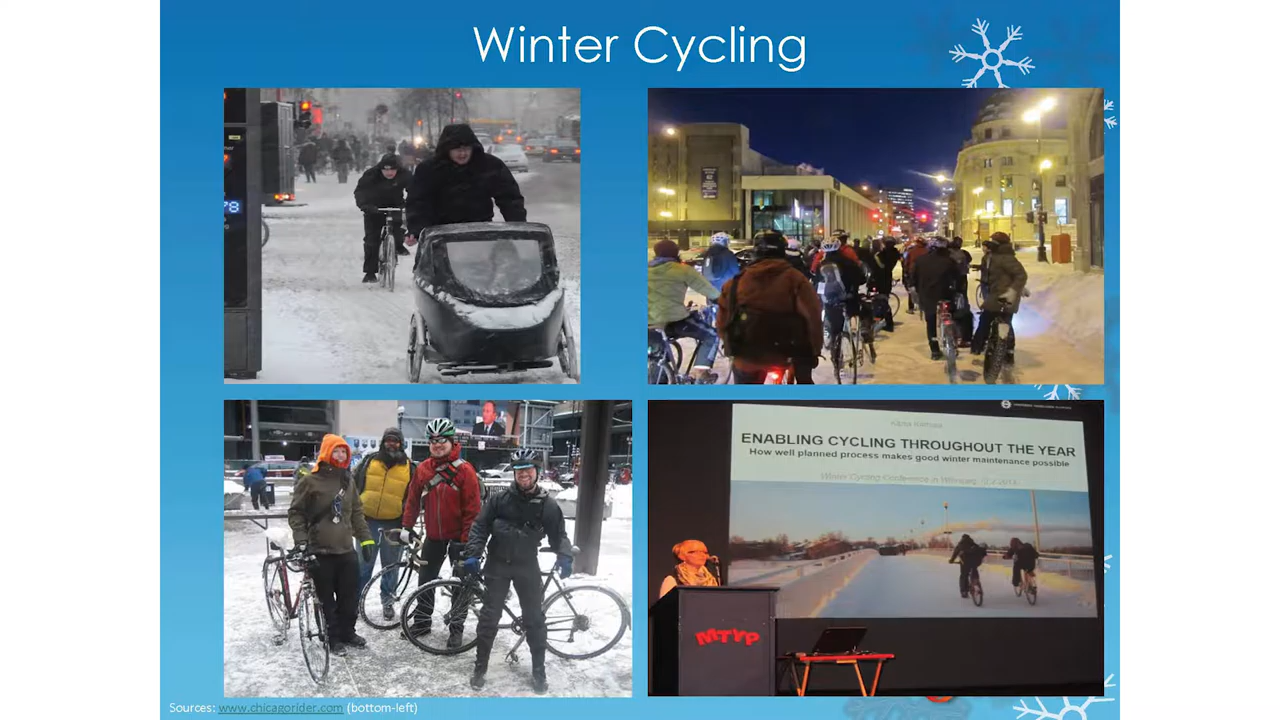 Winter Cycling
78
ENABLING CYCLING THROUGHOUT THE YEAR
How well planned process makes good winter maintenance possible
Winter Cycling Conference in Winnipeg
MTYP
Sources: www.chicagorider.com (bottom-left)